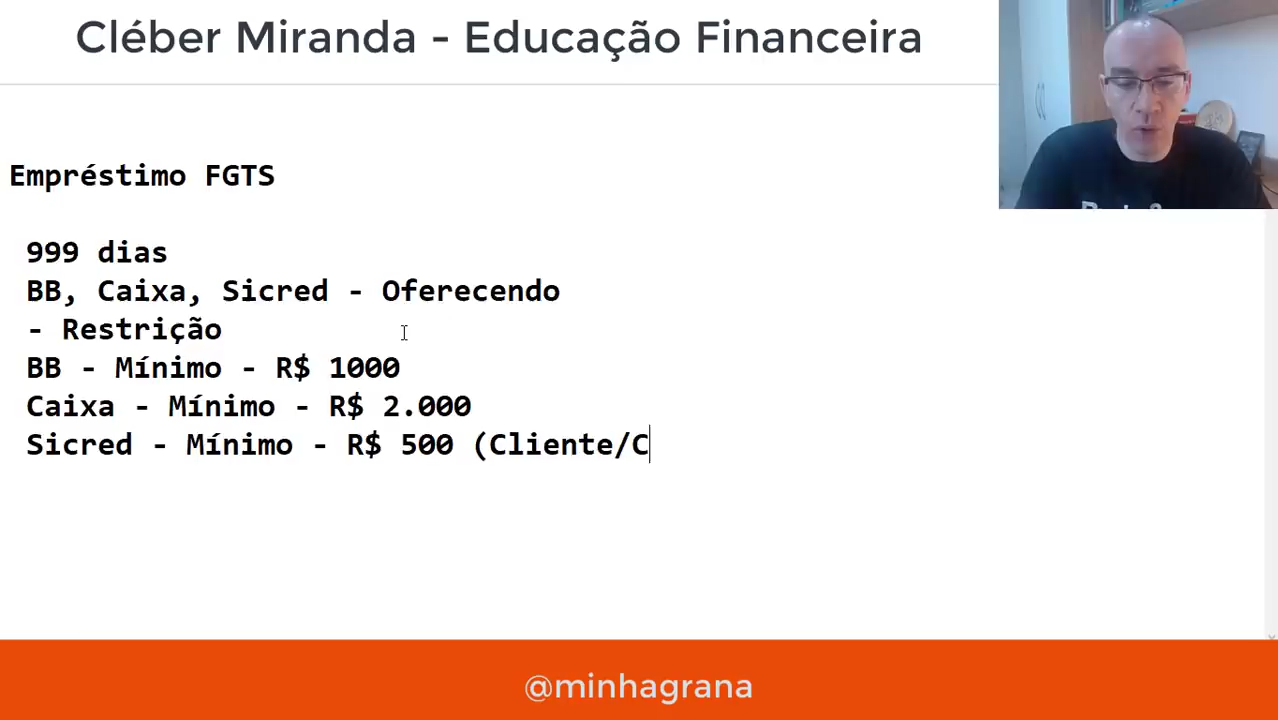 Cléber Miranda - Educação Financeira
Empréstimo FGTS
999 dias
BB, Caixa, Sicred - Oferecendo
- Restrição
BB - Mínimo - R$ 1000
Caixa - Mínimo - R$ 2.000
Sicred - Mínimo - R$ 500 (Cliente/C
@minhagrana